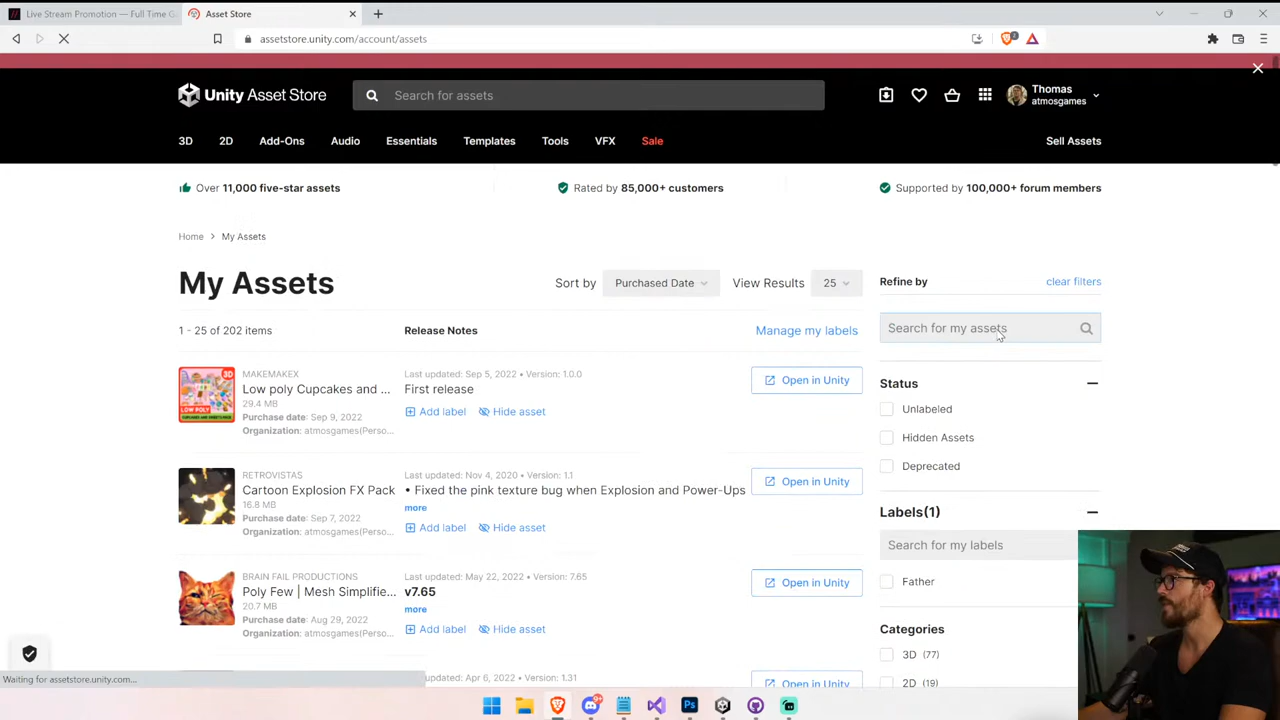 Live Stream Promotion — Full Time G
Asset Store
assetstore.unity.com/account/assets
2
Unity Asset Store
Search for assets
Thomas
atmosgames
3D 2D Add-Ons Audio Essentials Templates Tools VFX Sale Sell Assets
Over 11,000 five-star assets
Rated by 85,000+ customers
Supported by 100,000+ forum members
Home > My Assets
My Assets
Sort by Purchased Date View Results 25
Refine by clear filters
1 - 25 of 202 items Release Notes Manage my labels
Search for my assets
MAKEMAKEX
Low poly Cupcakes and ...
29.4 MB
Purchase date: Sep 9, 2022
Organization: atmosgames(Perso...
Last updated: Sep 5, 2022 • Version: 1.0.0
First release
Add label Hide asset
Open in Unity
RETROVISTAS
Cartoon Explosion FX Pack
16.8 MB
Purchase date: Sep 7, 2022
Organization: atmosgames(Perso...
Last updated: Nov 4, 2020 • Version: 1.1
• Fixed the pink texture bug when Explosion and Power-Ups
more
Add label Hide asset
Open in Unity
BRAIN FAIL PRODUCTIONS
Poly Few | Mesh Simplifie...
20.7 MB
Purchase date: Aug 29, 2022
Organization: atmosgames(Perso...
Last updated: May 22, 2022 • Version: 7.65
v7.65
more
Add label Hide asset
Open in Unity
updated: Apr 6, 2022 • Version: 1.31
Open in Unity
Status
Unlabeled
Hidden Assets
Deprecated
Labels(1)
Search for my labels
Father
Categories
3D (77)
2D (19)
Waiting for assetstore.unity.com...
Ps